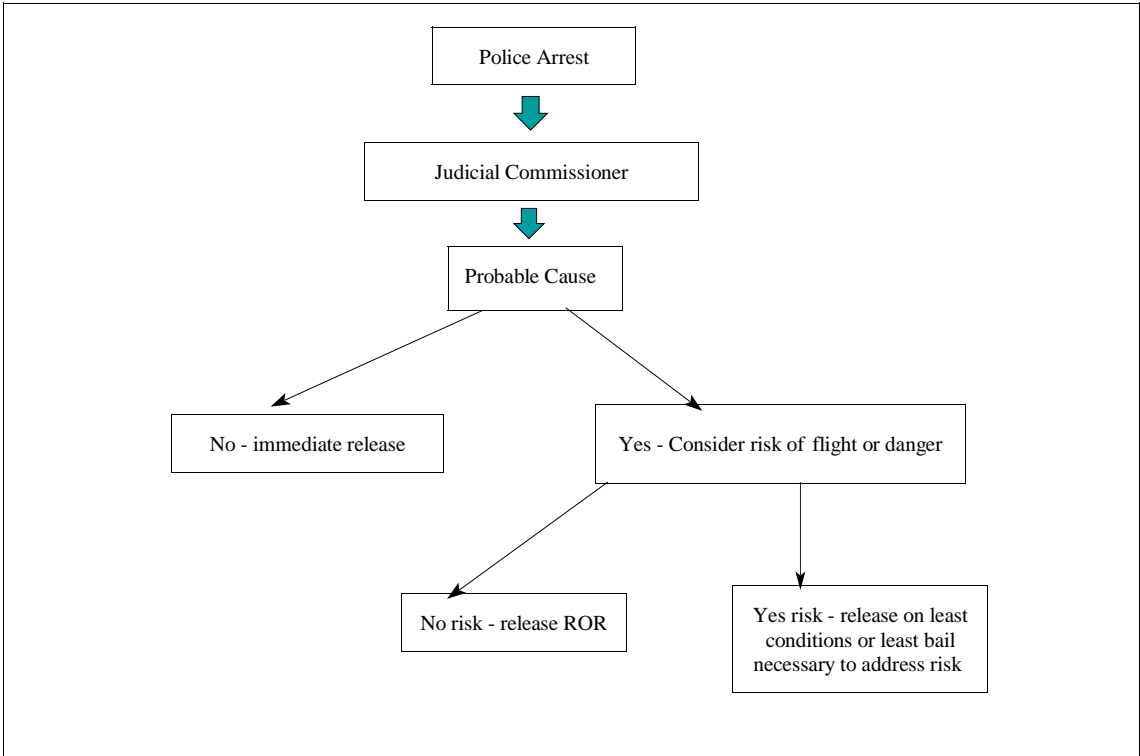 Police Arrest
Judicial Commissioner
Probable Cause
No - immediate release
Yes - Consider risk of flight or danger
No risk - release ROR
Yes risk - release on least
conditions or least bail
necessary to address risk